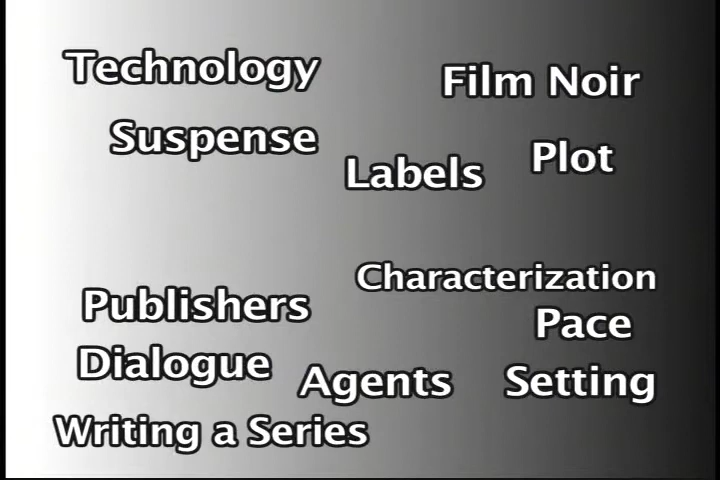 Technology
Film Noir
Suspense
Plot
Labels
Characterization
Publishers
Pace
Dialogue
Agents
Setting
Writing a Series